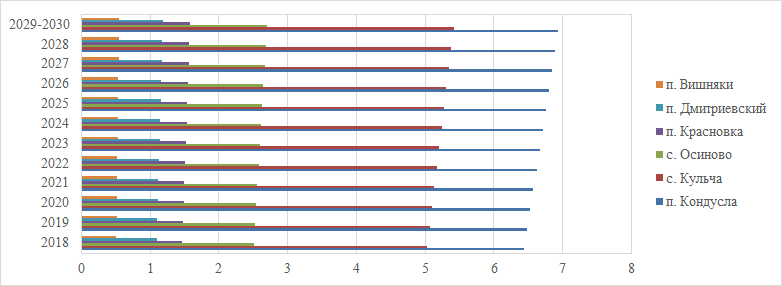 2029-2030
2028
2027
2026
2025
2024
2023
2022
2021
2020
2019
2018
0 1 2 3 4 5 6 7 8
п. Вишняки
п. Дмитриевский
п. Красновка
с. Осиново
с. Кульча
п. Кондусла